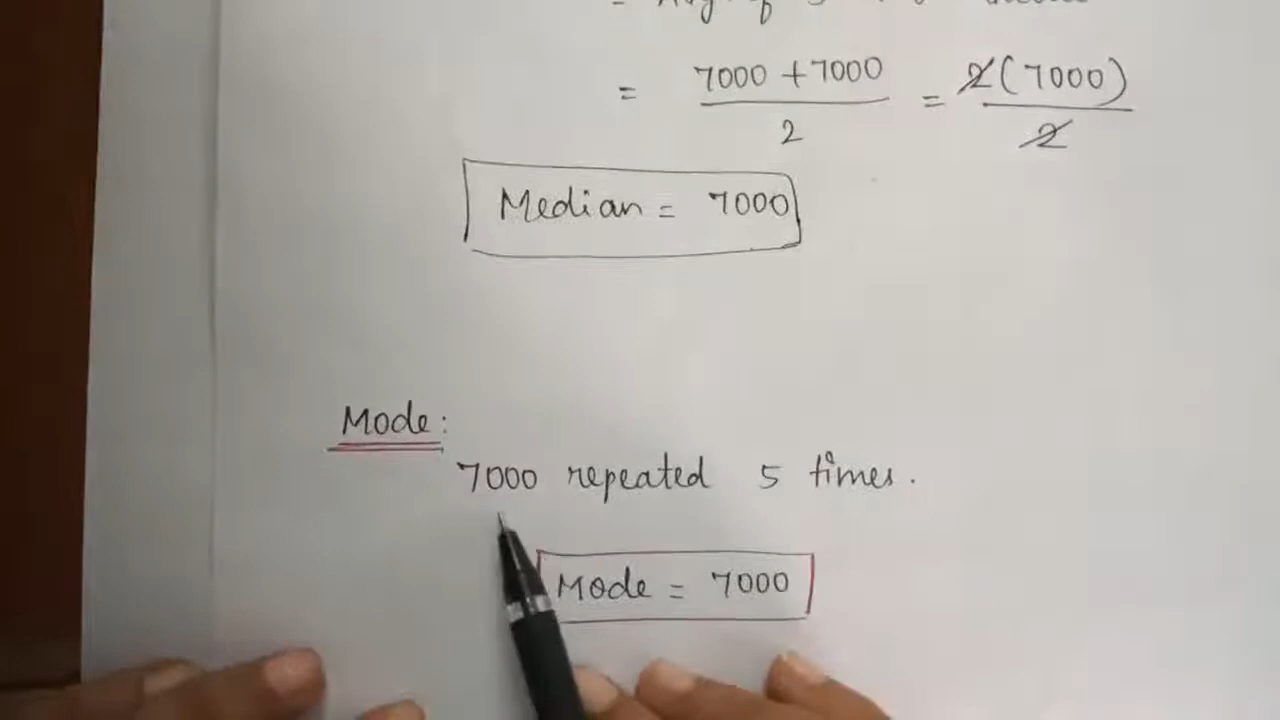 =
= 7000 + 7000 / 2 = 2(7000) / 2
Median = 7000
Mode:
7000 repeated 5 times.
Mode = 7000